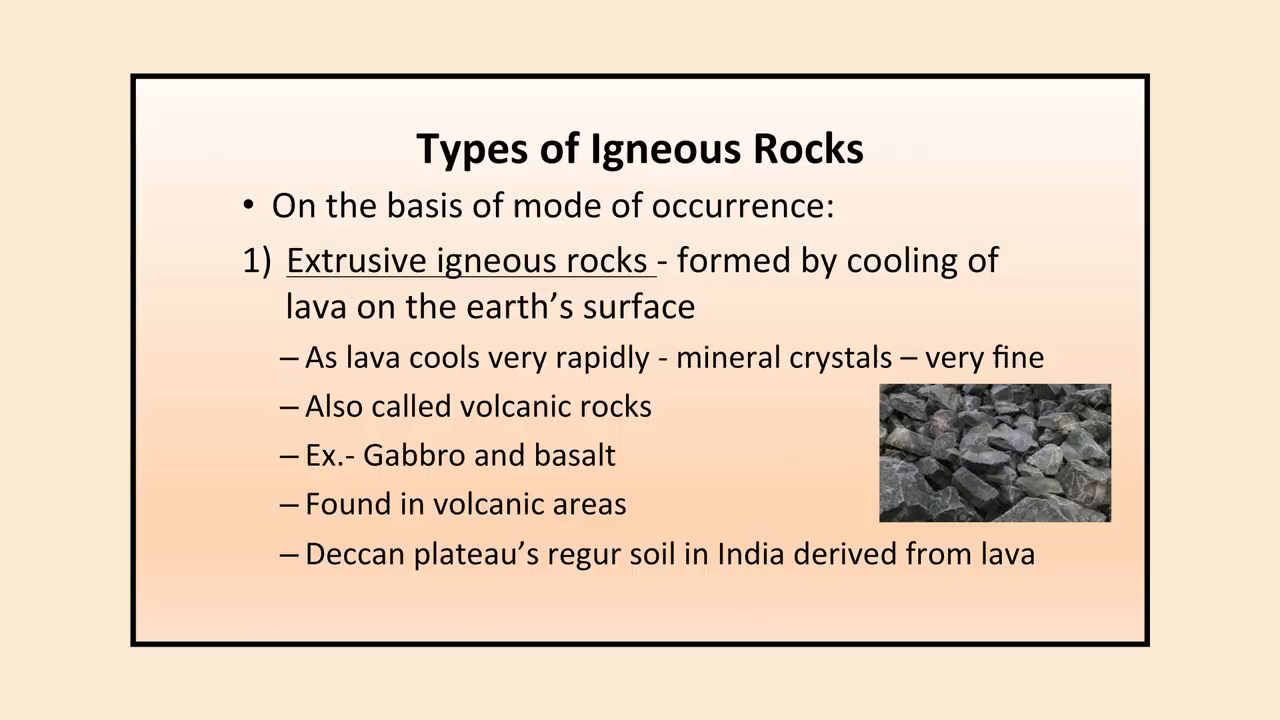 Types of Igneous Rocks
• On the basis of mode of occurrence:
1) Extrusive igneous rocks - formed by cooling of
lava on the earth’s surface
– As lava cools very rapidly - mineral crystals – very fine
– Also called volcanic rocks
– Ex.- Gabbro and basalt
– Found in volcanic areas
– Deccan plateau’s regur soil in India derived from lava